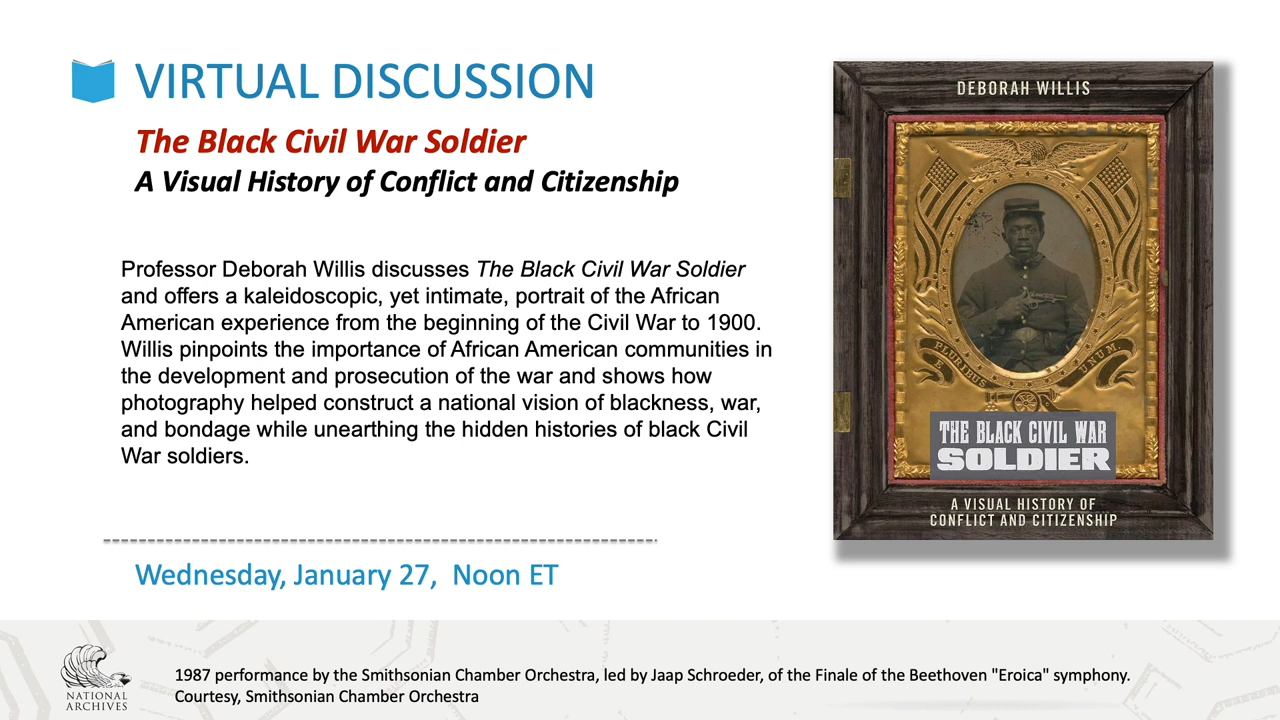 VIRTUAL DISCUSSION
The Black Civil War Soldier
A Visual History of Conflict and Citizenship
Professor Deborah Willis discusses The Black Civil War Soldier
and offers a kaleidoscopic, yet intimate, portrait of the African
American experience from the beginning of the Civil War to 1900.
Willis pinpoints the importance of African American communities in
the development and prosecution of the war and shows how
photography helped construct a national vision of blackness, war,
and bondage while unearthing the hidden histories of black Civil
War soldiers.
Wednesday, January 27, Noon ET
DEBORAH WILLIS
E PLURIBUS UNUM.
THE BLACK CIVIL WAR
SOLDIER
A VISUAL HISTORY OF
CONFLICT AND CITIZENSHIP
NATIONAL
ARCHIVES
1987 performance by the Smithsonian Chamber Orchestra, led by Jaap Schroeder, of the Finale of the Beethoven "Eroica" symphony.
Courtesy, Smithsonian Chamber Orchestra